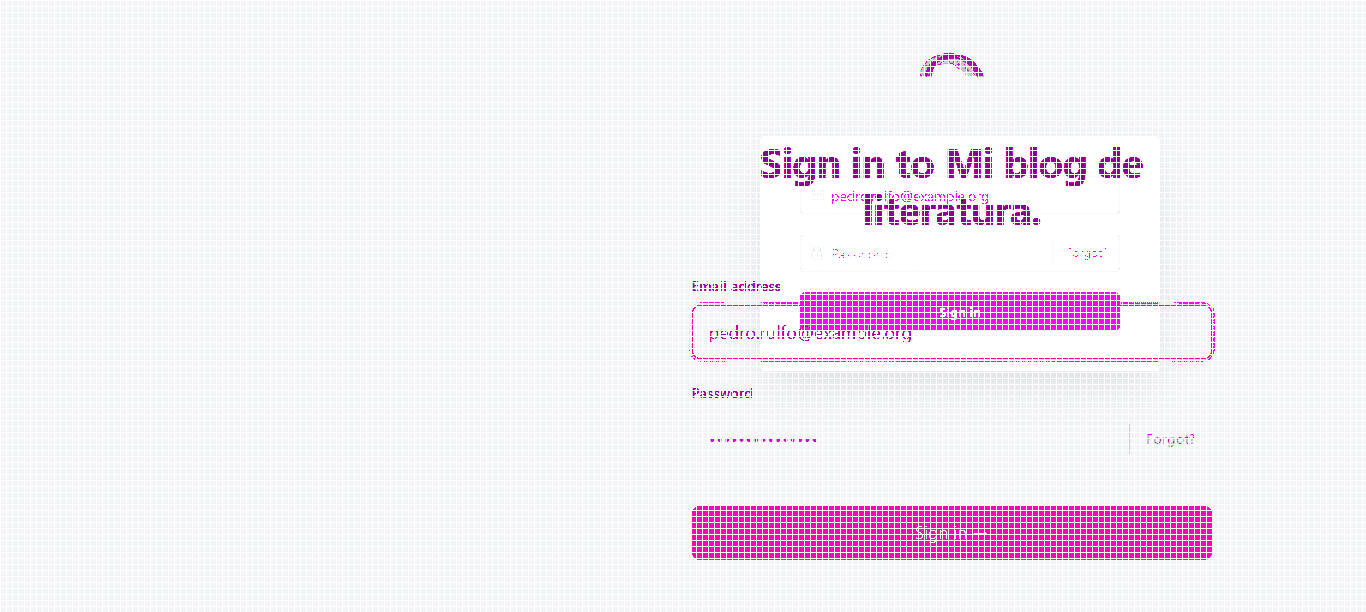 Sign in to Mi blog de
pedro.rulfo@example.org
literatura.
Password
Forgot?
Email address
Sign in
pedro.rulfo@example.org
Password
Forgot?
Sign in →